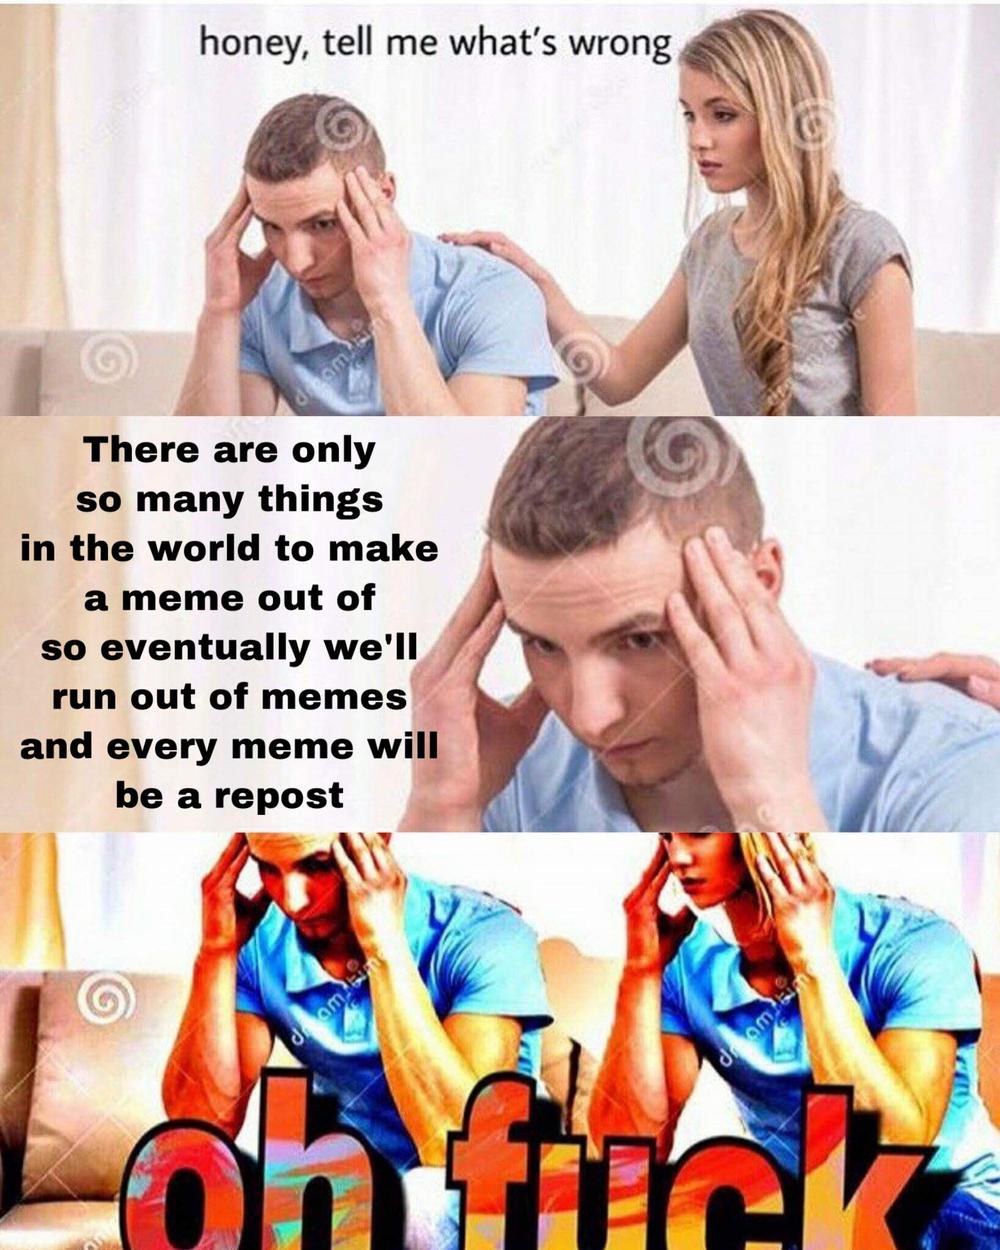 honey, tell me what's wrong
There are only
so many things
in the world to make
a meme out of
so eventually we'll
run out of memes
and every meme will
be a repost
oh fuck